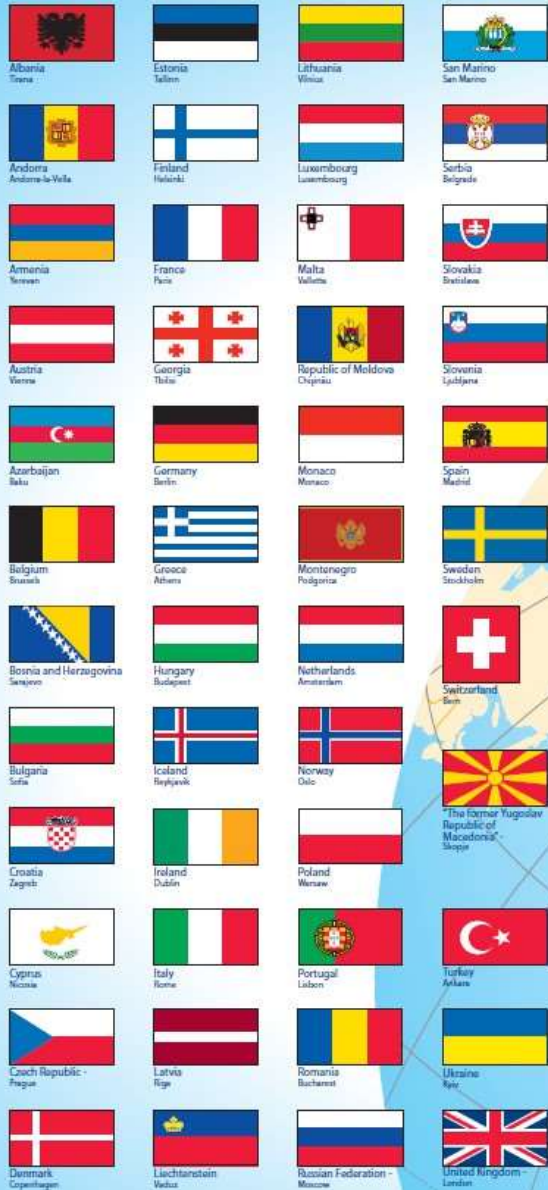 Albania
Tirana
Andorra
Andorra-la-Vella
Armenia
Yerevan
Austria
Vienna
Azerbaijan
Baku
Belgium
Brussels
Bosnia and Herzegovina
Sarajevo
Bulgaria
Sofia
Croatia
Zagreb
Cyprus
Nicosia
Czech Republic -
Prague
Denmark
Copenhagen
Estonia
Tallinn
Finland
Helsinki
France
Paris
Georgia
Tbilisi
Germany
Berlin
Greece
Athens
Hungary
Budapest
Iceland
Reykjavik
Ireland
Dublin
Italy
Rome
Latvia
Riga
Liechtenstein
Vaduz
Lithuania
Vilnius
Luxembourg
Luxembourg
Malta
Valletta
Republic of Moldova
Chişinău
Monaco
Monaco
Montenegro
Podgorica
Netherlands
Amsterdam
Norway
Oslo
Poland
Warsaw
Portugal
Lisbon
Romania
Bucharest
Russian Federation -
Moscow
San Marino
San Marino
Serbia
Belgrade
Slovakia
Bratislava
Slovenia
Ljubljana
Spain
Madrid
Sweden
Stockholm
Switzerland
Bern
"The former Yugoslav
Republic of
Macedonia" -
Skopje
Turkey
Ankara
Ukraine
Kyiv
United Kingdom -
London